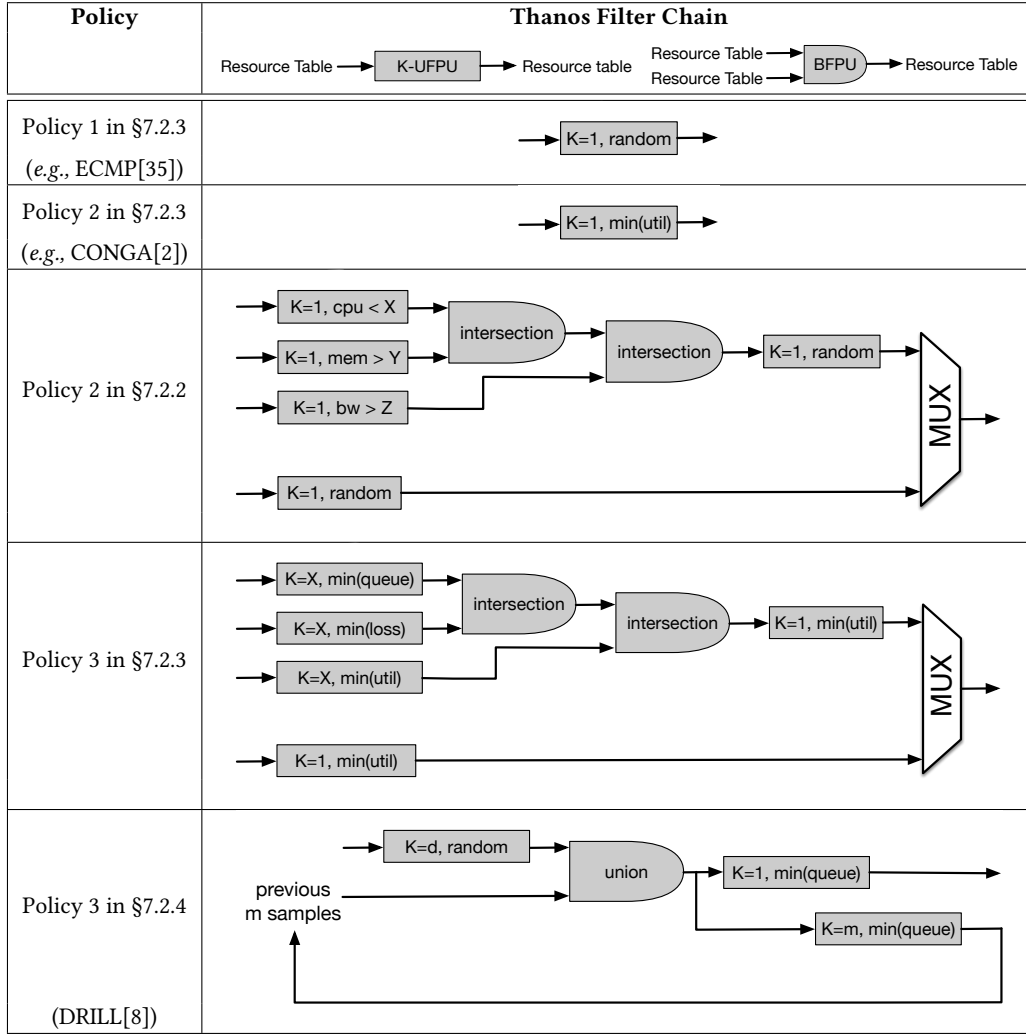 Policy
Thanos Filter Chain
Resource Table K-UFPU Resource table
Resource Table
Resource Table
BFPU Resource Table
Policy 1 in §7.2.3
(e.g., ECMP[35])
K=1, random
Policy 2 in §7.2.3
(e.g., CONGA[2])
K=1, min(util)
Policy 2 in §7.2.2
K=1, cpu < X
K=1, mem > Y
K=1, bw > Z
intersection
intersection
K=1, random
K=1, random
MUX
Policy 3 in §7.2.3
K=X, min(queue)
K=X, min(loss)
K=X, min(util)
intersection
intersection
K=1, min(util)
K=1, min(util)
MUX
Policy 3 in §7.2.4
(DRILL[8])
K=d, random
previous
m samples
union
K=1, min(queue)
K=m, min(queue)